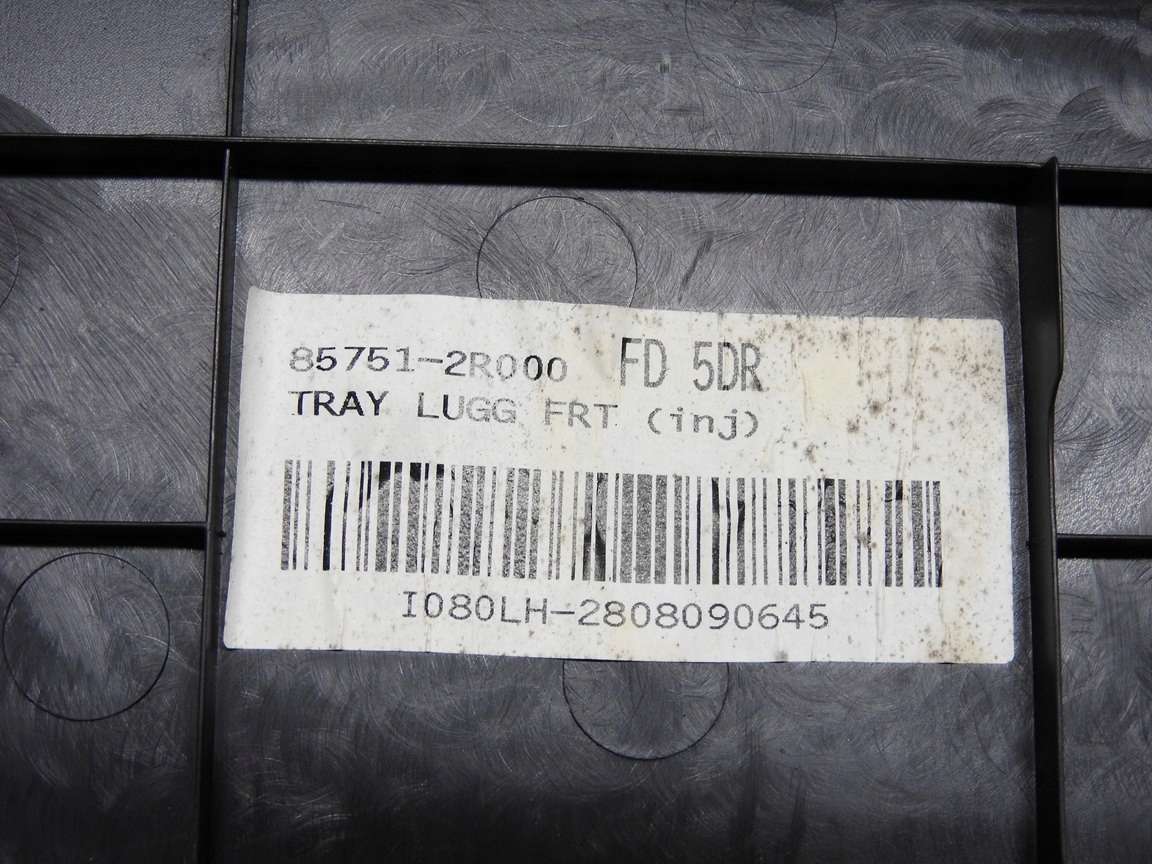 85751-2R000 FD 5DR
TRAY LUGG FRT (inj)
I080LH-2808090645